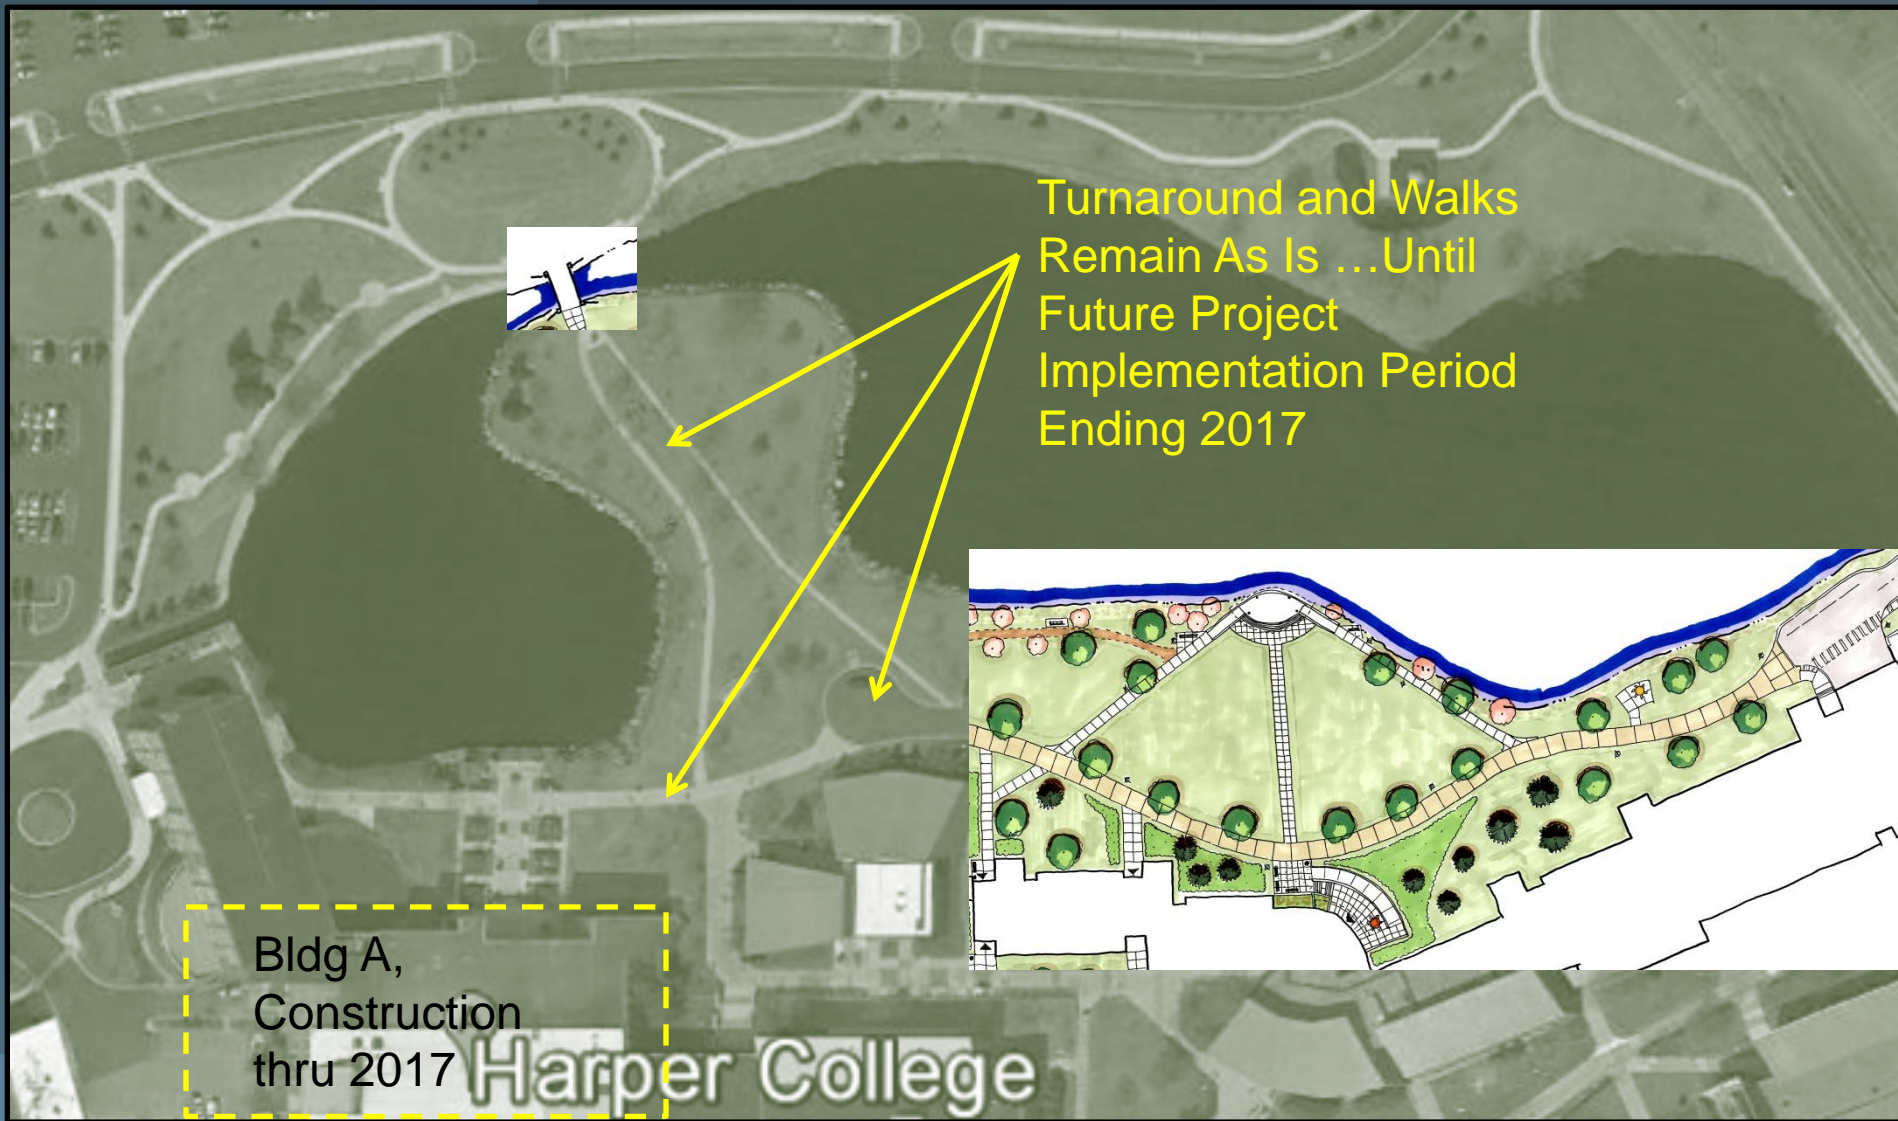 Turnaround and Walks
Remain As Is …Until
Future Project
Implementation Period
Ending 2017
Bldg A,
Construction
thru 2017
Harper College